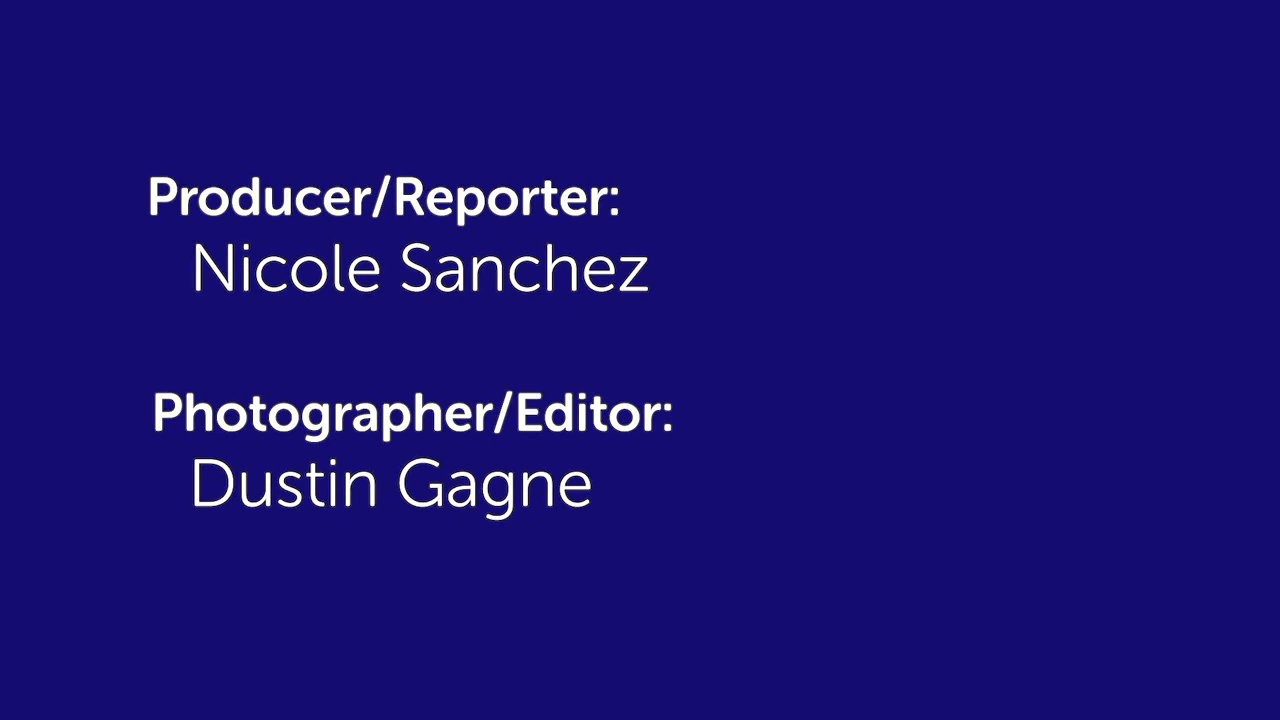 Producer/Reporter:
Nicole Sanchez
Photographer/Editor:
Dustin Gagne